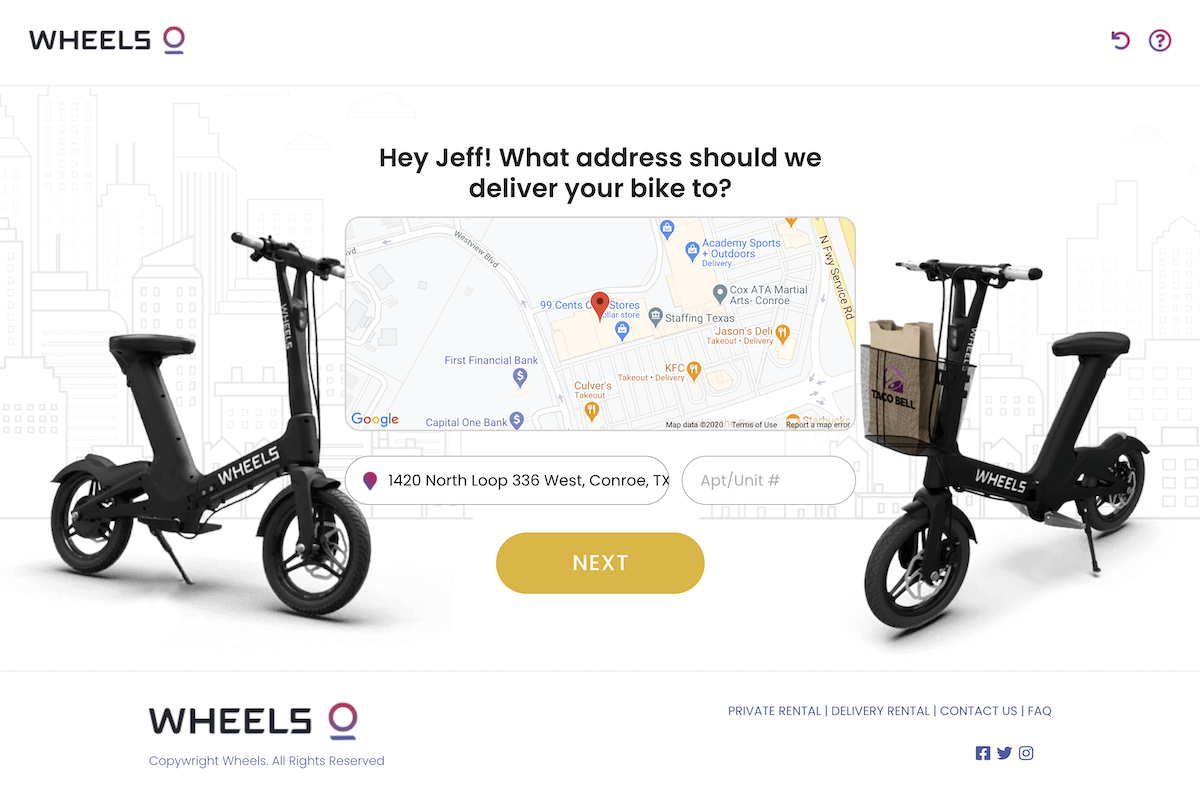 WHEELS
Hey Jeff! What address should we
deliver your bike to?
vd
Westview Blvd
N Fwy Service Rd
Academy Sports
+ Outdoors
Delivery
Cox ATA Martial
Arts- Conroe
99 Cents O Stores
ollar store
Staffing Texas
Jason's Deli
Takeout • Delivery
First Financial Bank
KFC
Takeout • Delivery
Culver's
Takeout
Capital One Bank
Starbucks
Google
Map data ©2020
Terms of Use
Report a map error
WHEELS
WHEELS
WHEELS
TACO BELL
WHEELS
1420 North Loop 336 West, Conroe, TX
Apt/Unit #
NEXT
WHEELS
Copywright Wheels. All Rights Reserved
PRIVATE RENTAL | DELIVERY RENTAL | CONTACT US | FAQ